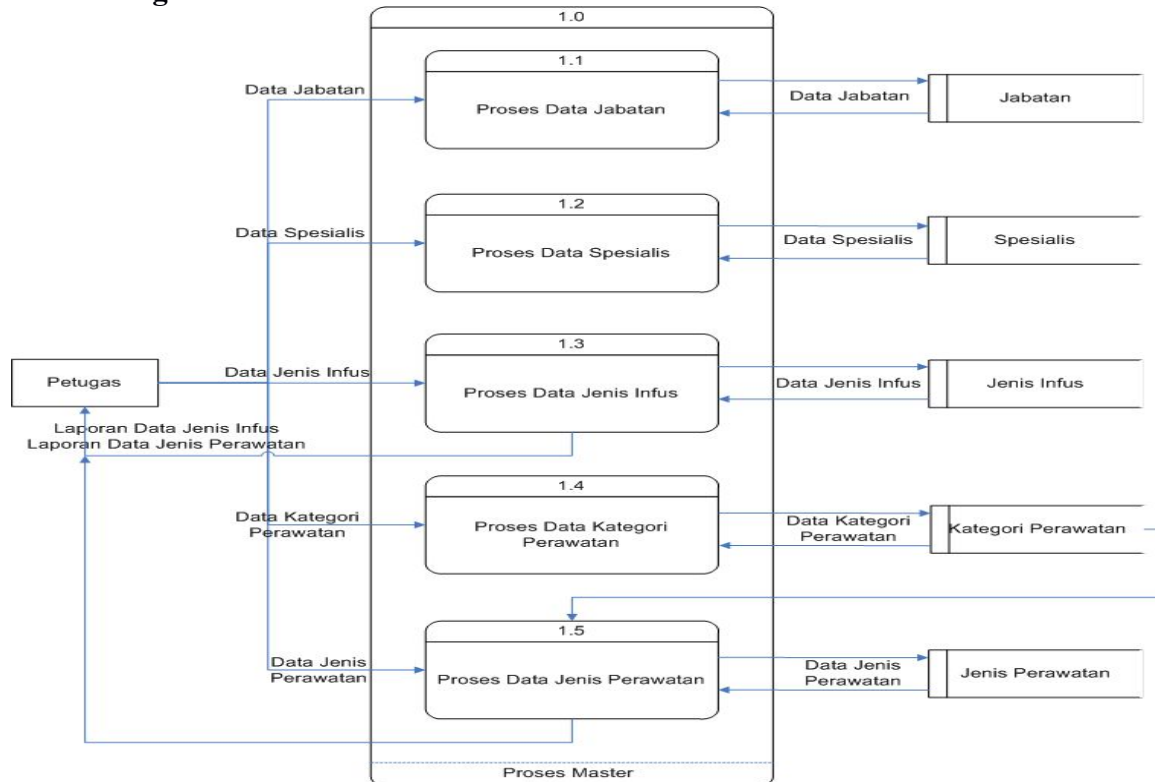 1.0
1.1
Proses Data Jabatan
Data Jabatan
Data Jabatan
Jabatan
1.2
Proses Data Spesialis
Data Spesialis
Data Spesialis
Spesialis
1.3
Proses Data Jenis Infus
Data Jenis Infus
Data Jenis Infus
Jenis Infus
Petugas
Laporan Data Jenis Infus
Laporan Data Jenis Perawatan
1.4
Proses Data Kategori
Perawatan
Data Kategori
Perawatan
Data Kategori
Perawatan
Kategori Perawatan
1.5
Proses Data Jenis Perawatan
Data Jenis
Perawatan
Data Jenis
Perawatan
Jenis Perawatan
Proses Master